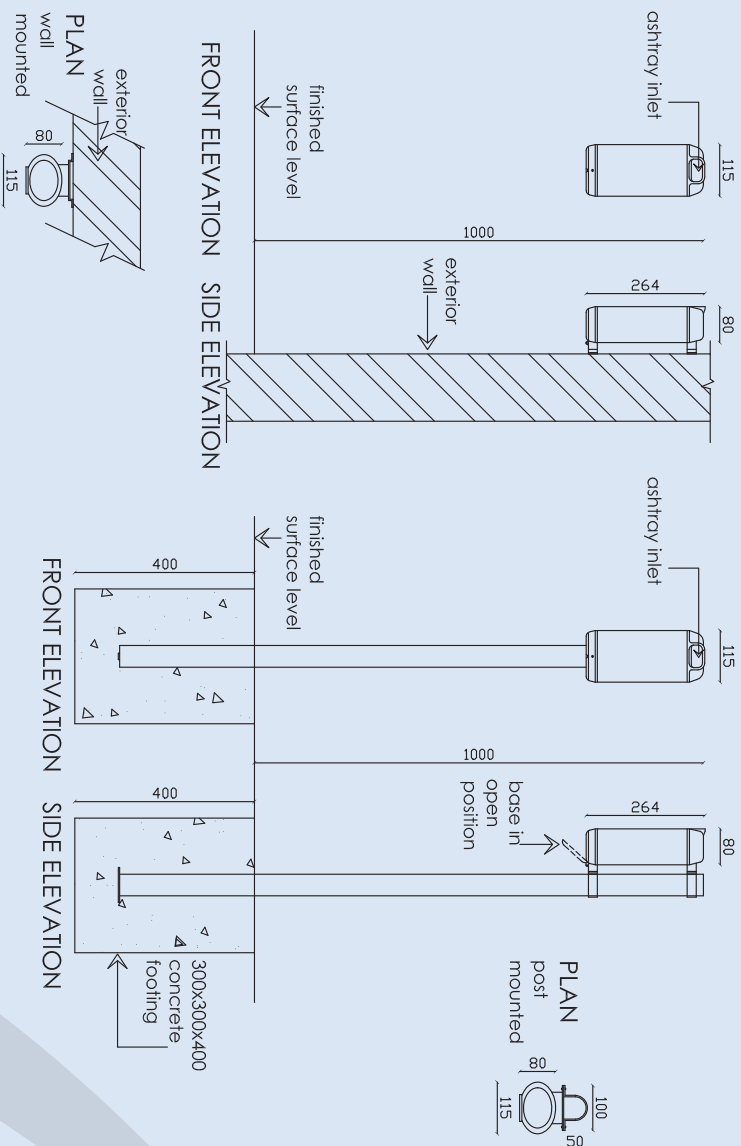 ashtray inlet
115
1000
264
80
exterior
wall
finished
surface level
FRONT ELEVATION
SIDE ELEVATION
exterior
wall
80
115
PLAN
wall
mounted
ashtray inlet
115
1000
264
80
base in
open
position
finished
surface level
400
400
300x300x400
concrete
footing
FRONT ELEVATION
SIDE ELEVATION
PLAN
post
mounted
80
100
115
50